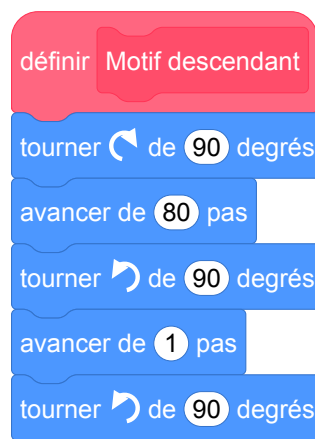 définir Motif descendant
tourner de 90 degrés
avancer de 80 pas
tourner de 90 degrés
avancer de 1 pas
tourner de 90 degrés